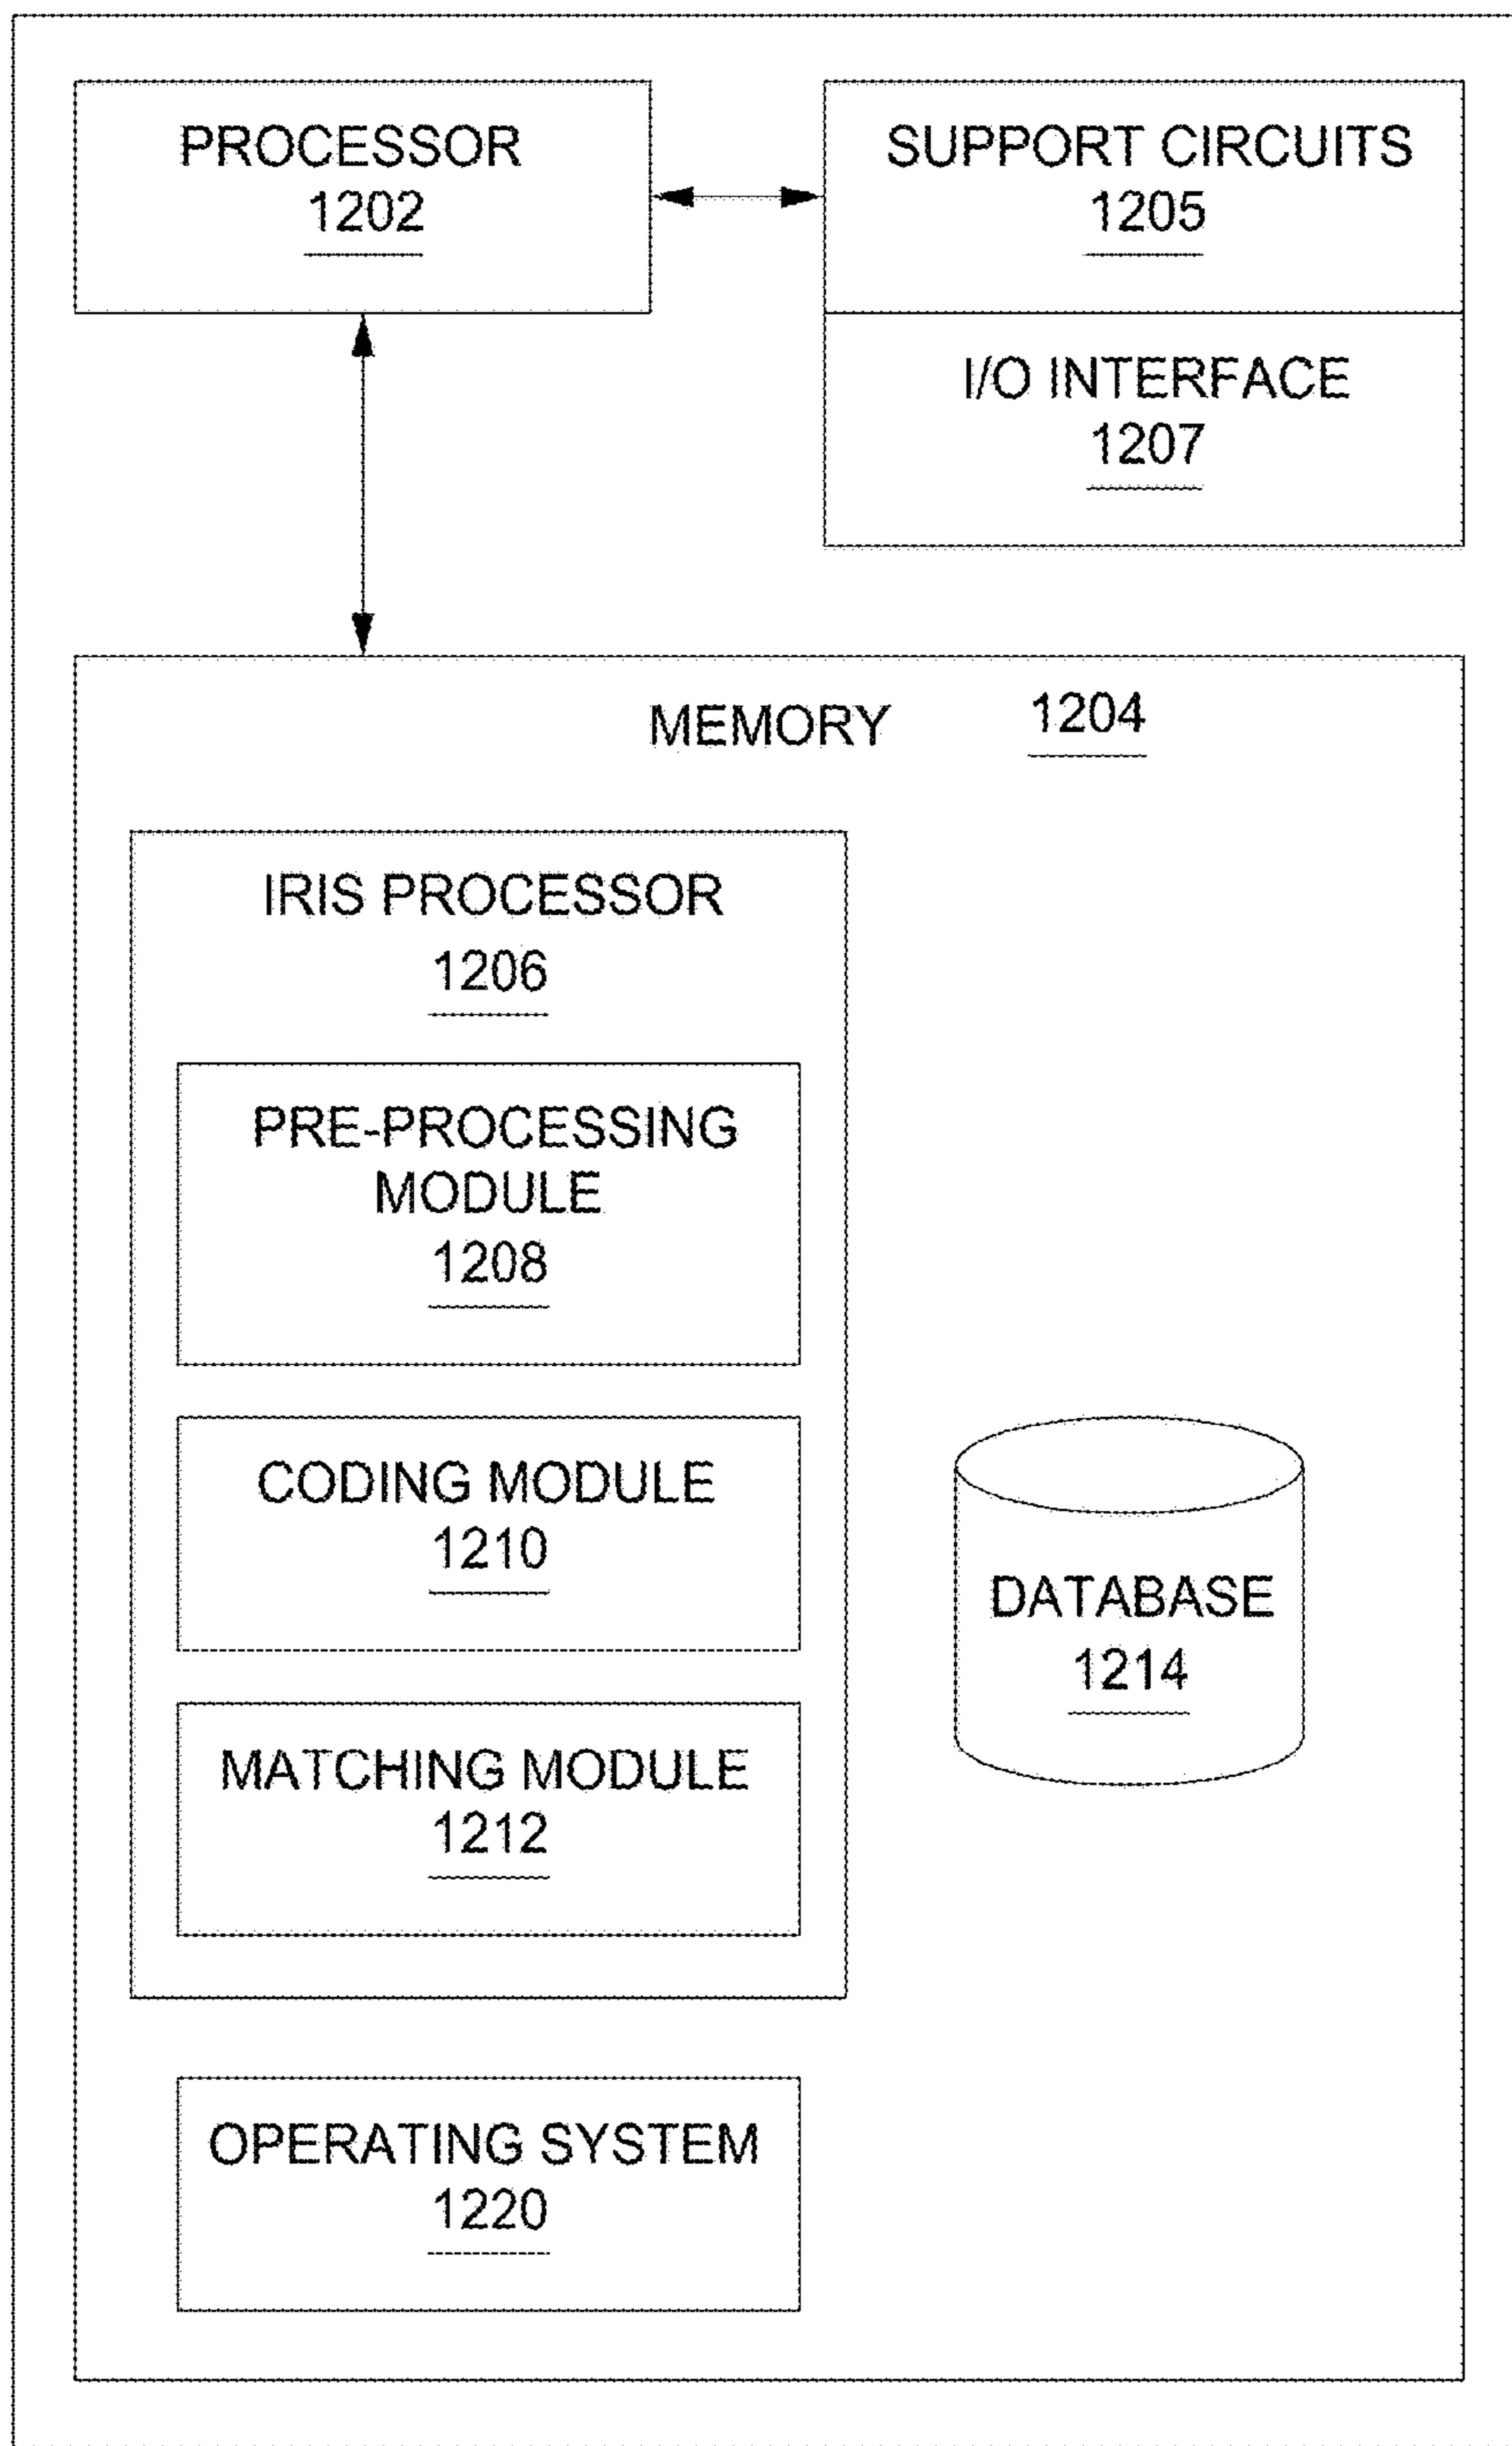 PROCESSOR
1202
SUPPORT CIRCUITS
1205
I/O INTERFACE
1207
MEMORY 1204
IRIS PROCESSOR
1206
PRE-PROCESSING
MODULE
1208
CODING MODULE
1210
MATCHING MODULE
1212
DATABASE
1214
OPERATING SYSTEM
1220